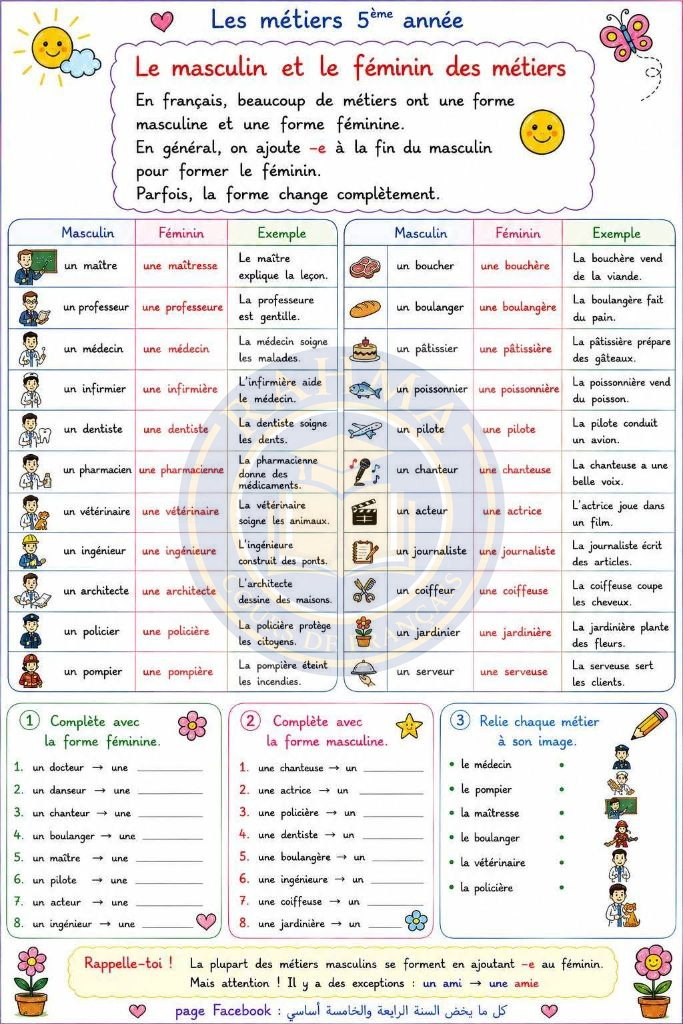 Les métiers 5ème année
Le masculin et le féminin des métiers
En français, beaucoup de métiers ont une forme
masculine et une forme féminine.
En général, on ajoute –e à la fin du masculin
pour former le féminin.
Parfois, la forme change complètement.
Masculin Féminin Exemple
un maître une maîtresse Le maître
explique la leçon.
un professeur une professeure La professeure
est gentille.
un médecin une médecin La médecin soigne
les malades.
un infirmier une infirmière L'infirmière aide
le médecin.
un dentiste une dentiste La dentiste soigne
les dents.
un pharmacien une pharmacienne La pharmacienne
donne des
médicaments.
un vétérinaire une vétérinaire La vétérinaire
soigne les animaux.
un ingénieur une ingénieure L'ingénieure
construit des ponts.
un architecte une architecte L'architecte
dessine des maisons.
un policier une policière La policière protège
les citoyens.
un pompier une pompière La pompière éteint
les incendies.
Masculin Féminin Exemple
un boucher une bouchère La bouchère vend
de la viande.
un boulanger une boulangère La boulangère fait
du pain.
un pâtissier une pâtissière La pâtissière prépare
des gâteaux.
un poissonnier une poissonnière La poissonnière vend
du poisson.
un pilote une pilote La pilote conduit
un avion.
un chanteur une chanteuse La chanteuse a une
belle voix.
un acteur une actrice L'actrice joue dans
un film.
un journaliste une journaliste La journaliste écrit
des articles.
un coiffeur une coiffeuse La coiffeuse coupe
les cheveux.
un jardinier une jardinière La jardinière plante
des fleurs.
un serveur une serveuse La serveuse sert
les clients.
1 Complète avec
la forme féminine.
1. un docteur → une
2. un danseur → une
3. un chanteur → une
4. un boulanger → une
5. un maître → une
6. un pilote → une
7. un acteur → une
8. un ingénieur → une
2 Complète avec
la forme masculine.
1. une chanteuse → un
2. une actrice → un
3. une policière → un
4. une dentiste → un
5. une boulangère → un
6. une ingénieure → un
7. une coiffeuse → un
8. une jardinière → un
3 Relie chaque métier
à son image.
• le médecin
• le pompier
• la maîtresse
• le boulanger
• la vétérinaire
• la policière
Rappelle-toi ! La plupart des métiers masculins se forment en ajoutant –e au féminin.
Mais attention ! Il y a des exceptions : un ami → une amie
page Facebook : كل ما يخص السنة الرابعة والخامسة أساسي